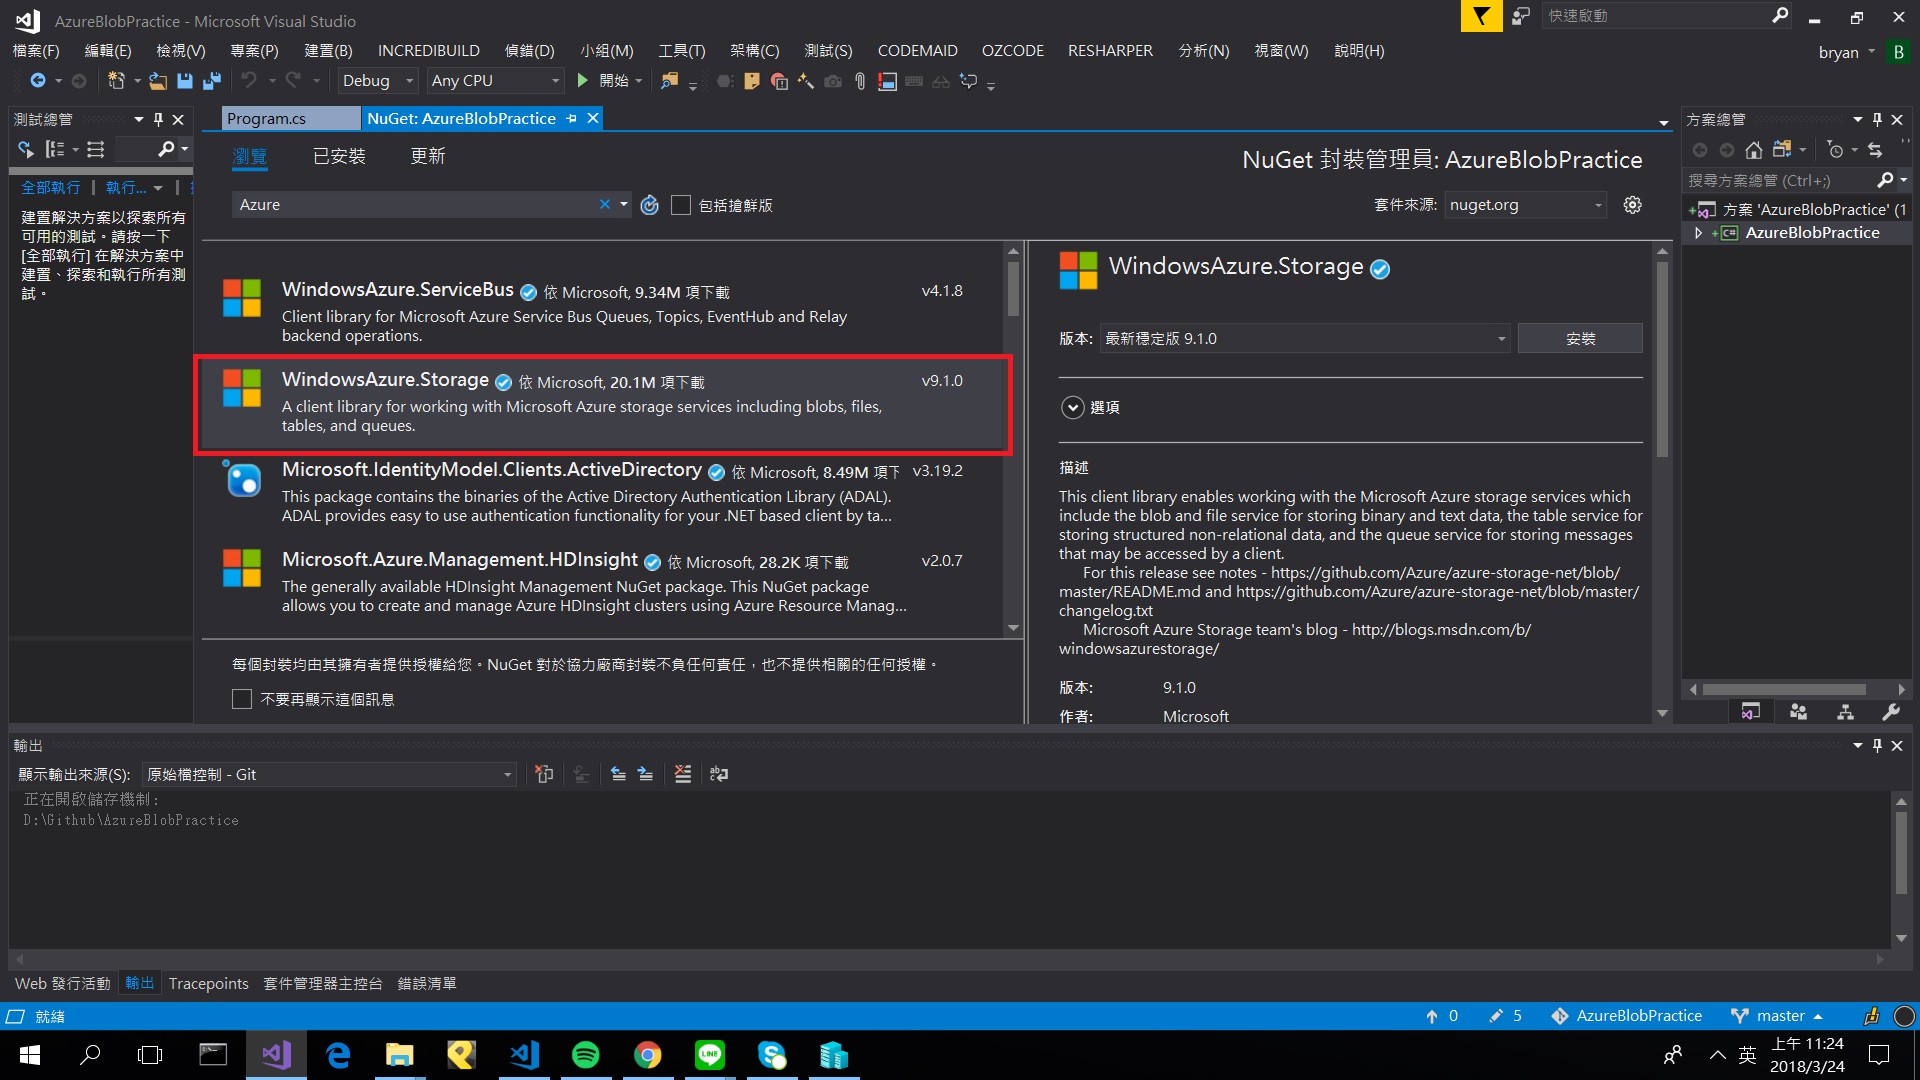 AzureBlobPractice - Microsoft Visual Studio
快速啟動
檔案(F) 編輯(E) 檢視(V) 專案(P) 建置(B) INCREDIBUILD 偵錯(D) 小組(M) 工具(T) 架構(C) 測試(S) CODEMAID OZCODE RESHARPER 分析(N) 視窗(W) 說明(H)
bryan B
Debug Any CPU 開始
測試總管
全部執行 | 執行... |
建置解決方案以探索所有
可用的測試。請按一下
[全部執行] 在解決方案中
建置、探索和執行所有測
試。
Program.cs NuGet: AzureBlobPractice
瀏覽 已安裝 更新
NuGet 封裝管理員: AzureBlobPractice
Azure
包括搶鮮版
套件來源: nuget.org
WindowsAzure.ServiceBus 依 Microsoft, 9.34M 項下載 v4.1.8
Client library for Microsoft Azure Service Bus Queues, Topics, EventHub and Relay
backend operations.
WindowsAzure.Storage 依 Microsoft, 20.1M 項下載 v9.1.0
A client library for working with Microsoft Azure storage services including blobs, files,
tables, and queues.
Microsoft.IdentityModel.Clients.ActiveDirectory 依 Microsoft, 8.49M 項下 v3.19.2
This package contains the binaries of the Active Directory Authentication Library (ADAL).
ADAL provides easy to use authentication functionality for your .NET based client by ta...
Microsoft.Azure.Management.HDInsight 依 Microsoft, 28.2K 項下載 v2.0.7
The generally available HDInsight Management NuGet package. This NuGet package
allows you to create and manage Azure HDInsight clusters using Azure Resource Manag...
每個封裝均由其擁有者提供授權給您。NuGet 對於協力廠商封裝不負任何責任，也不提供相關的任何授權。
不要再顯示這個訊息
WindowsAzure.Storage
版本: 最新穩定版 9.1.0 安裝
選項
描述
This client library enables working with the Microsoft Azure storage services which
include the blob and file service for storing binary and text data, the table service for
storing structured non-relational data, and the queue service for storing messages
that may be accessed by a client.
For this release see notes - https://github.com/Azure/azure-storage-net/blob/
master/README.md and https://github.com/Azure/azure-storage-net/blob/master/
changelog.txt
Microsoft Azure Storage team's blog - http://blogs.msdn.com/b/
windowsazurestorage/
版本: 9.1.0
作者: Microsoft
方案總管
搜尋方案總管 (Ctrl+;)
方案 'AzureBlobPractice' (1
C# AzureBlobPractice
輸出
顯示輸出來源(S): 原始檔控制 - Git
正在開啟儲存機制:
D:\Github\AzureBlobPractice
Web 發行活動 輸出 Tracepoints 套件管理器主控台 錯誤清單
就緒
0 5 AzureBlobPractice master
LINE
英
上午 11:24
2018/3/24